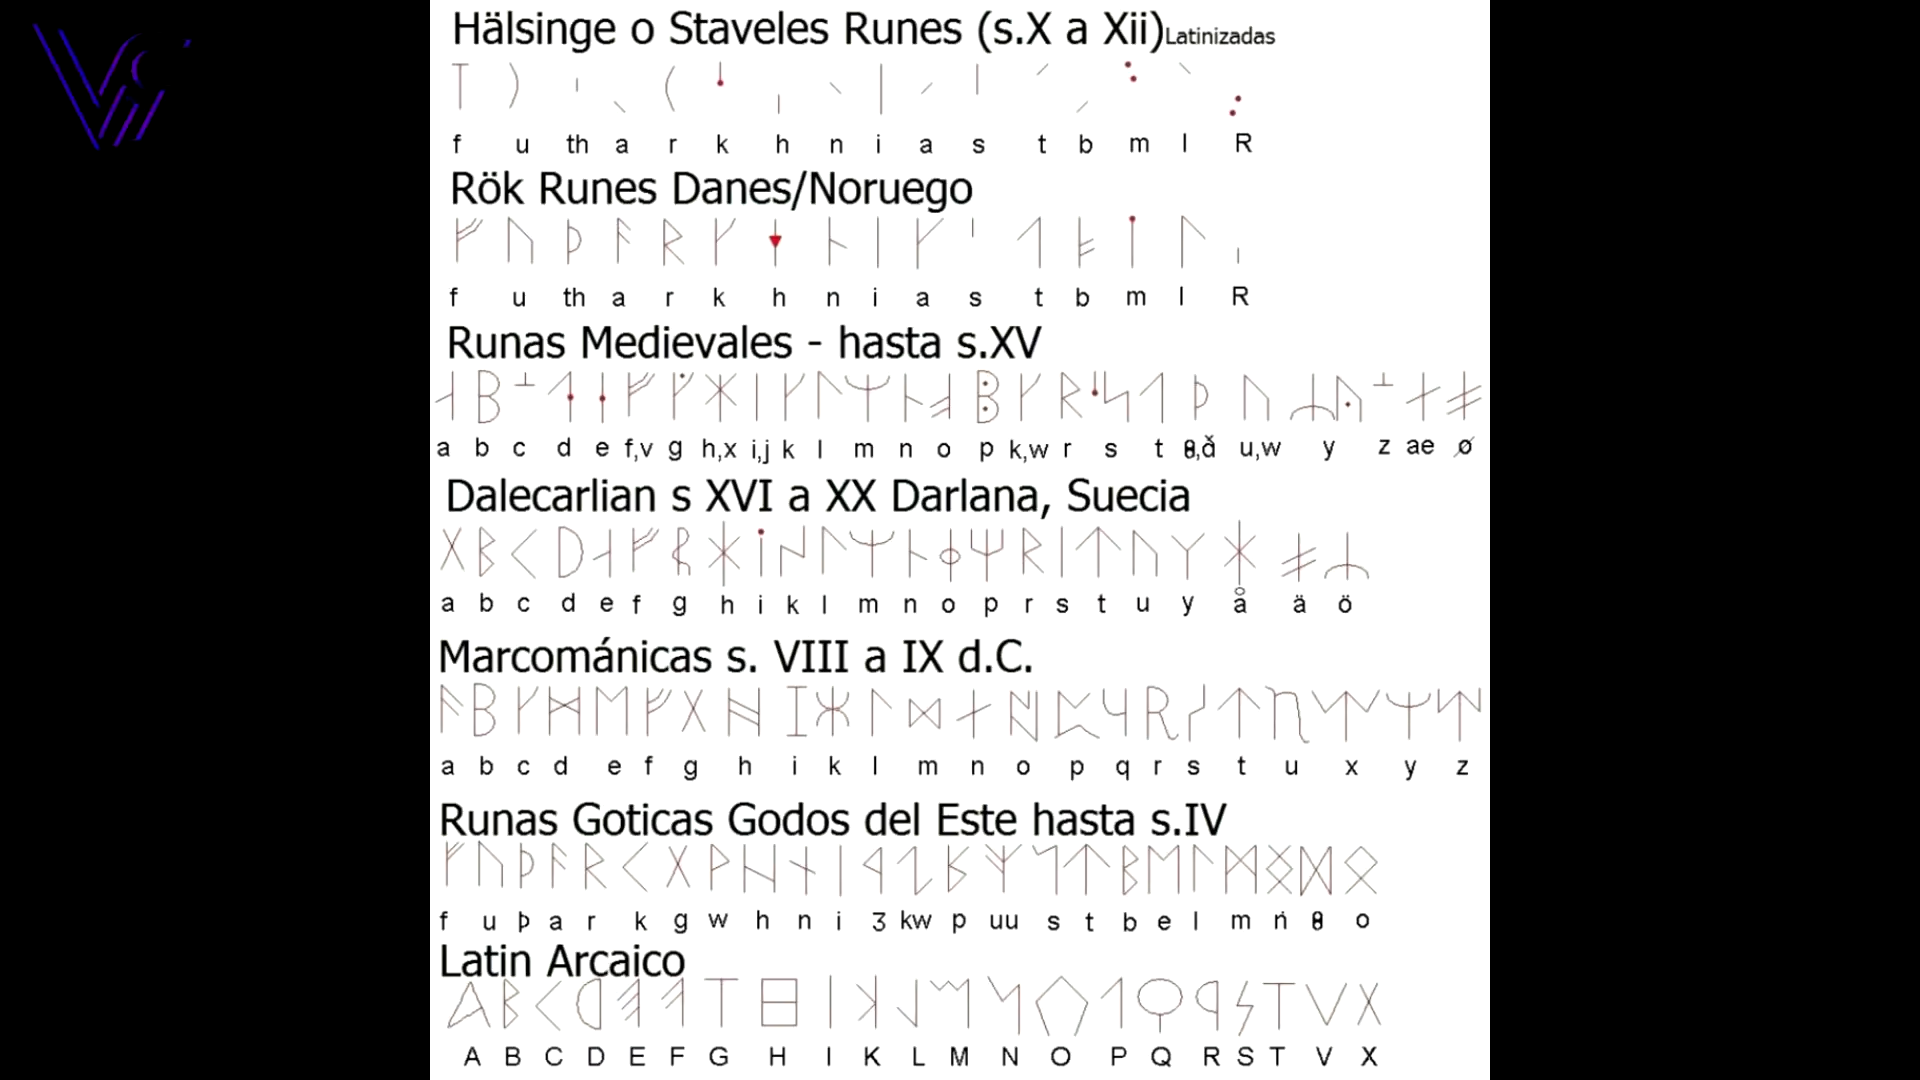 Hälsinge o Staveles Runes (s.X a Xii)Latinizadas
f u th a r k h n i a s t b m l R
Rök Runes Danes/Noruego
f u th a r k h n i a s t b m l R
Runas Medievales - hasta s.XV
a b c d e f,v g h,x i,j k l m n o p k,w r s t θ,ð u,w y z ae ø
Dalecarlian s XVI a XX Darlana, Suecia
a b c d e f g h i k l m n o p r s t u y å ä ö
Marcománicas s. VIII a IX d.C.
a b c d e f g h i k l m n o p q r s t u x y z
Runas Goticas Godos del Este hasta s.IV
f u þ a r k g w h n i 3 kw p uu s t b e l m ṅ θ o
Latin Arcaico
A B C D E F G H I K L M N O P Q R S T V X